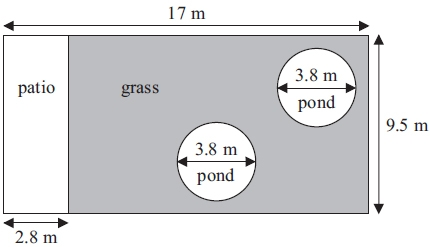 17 m
patio
grass
3.8 m
pond
9.5 m
3.8 m
pond
2.8 m